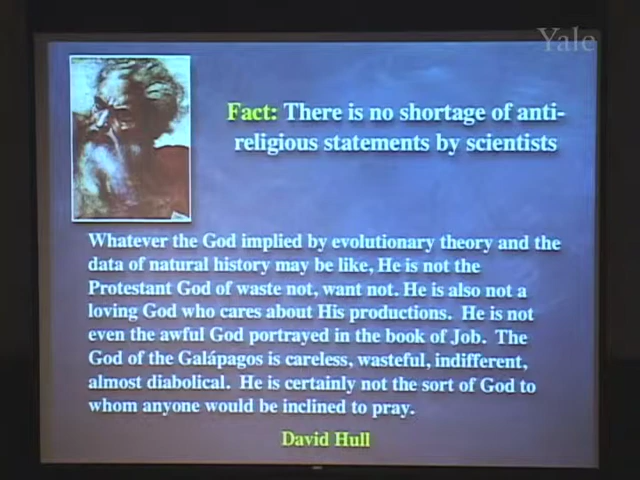 Yale
Fact: There is no shortage of anti-
religious statements by scientists
Whatever the God implied by evolutionary theory and the
data of natural history may be like, He is not the
Protestant God of waste not, want not. He is also not a
loving God who cares about His productions. He is not
even the awful God portrayed in the book of Job. The
God of the Galápagos is careless, wasteful, indifferent,
almost diabolical. He is certainly not the sort of God to
whom anyone would be inclined to pray.
David Hull